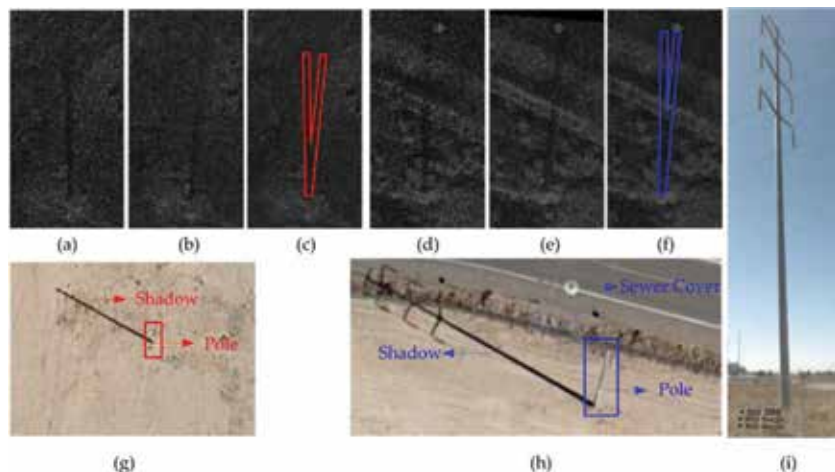 (a)
(b)
(c)
(d)
(e)
(f)
Shadow
Pole
Sewer Cover
Shadow
Pole
(g)
(h)
(i)